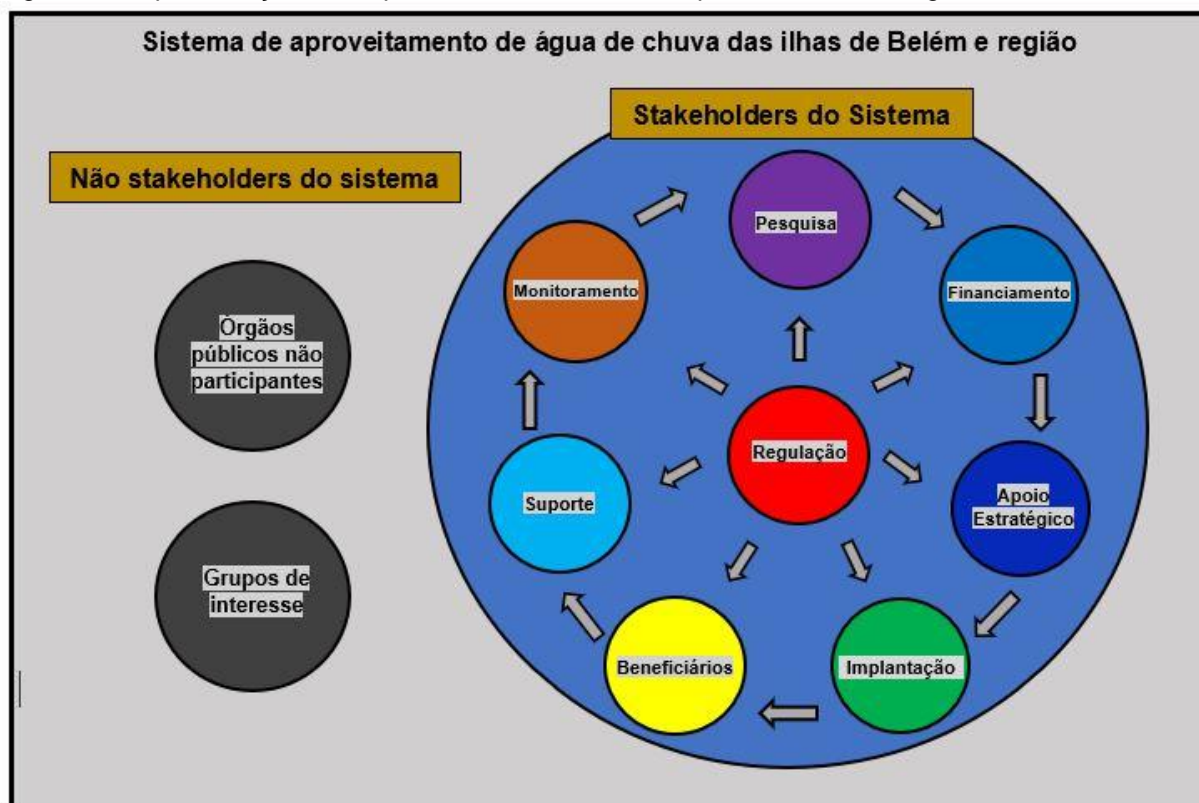 Sistema de aproveitamento de água de chuva das ilhas de Belém e região
Stakeholders do Sistema
Não stakeholders do sistema
Pesquisa
Monitoramento
Financiamento
Órgãos
públicos não
participantes
Regulação
Suporte
Apoio
Estratégico
Grupos de
interesse
Beneficiários
Implantação